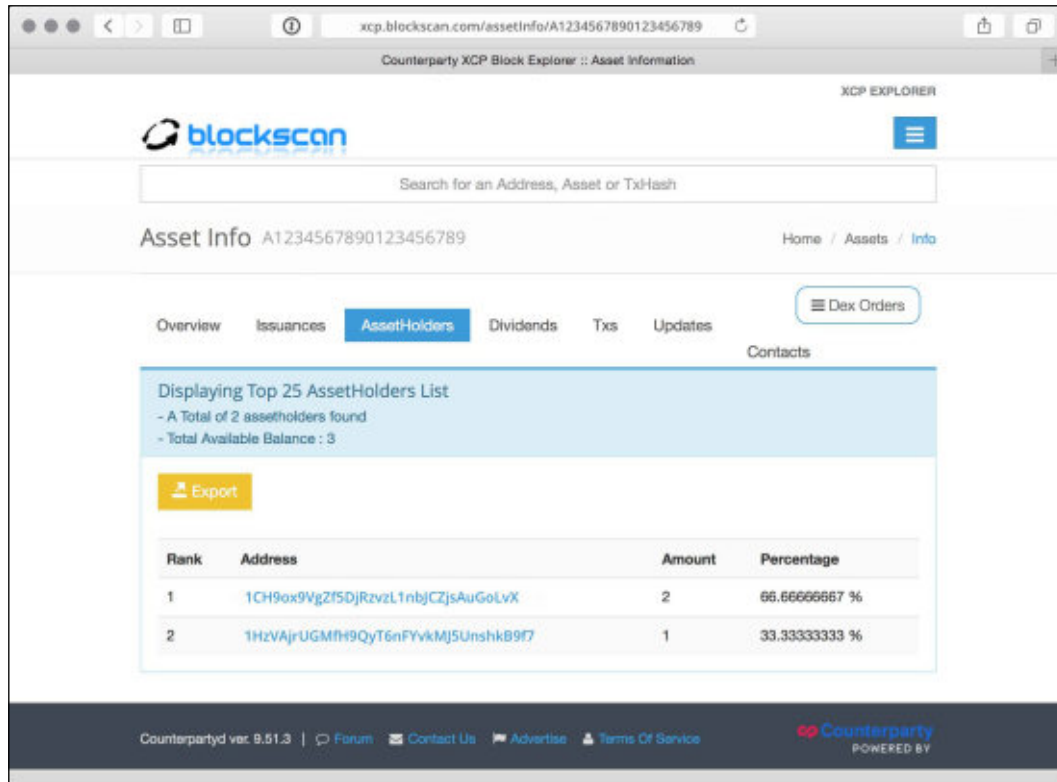 xcp.blockscan.com/assetInfo/A1234567890123456789
Counterparty XCP Block Explorer :: Asset Information
XCP EXPLORER
blockscan
Search for an Address, Asset or TxHash
Asset Info A1234567890123456789
Home / Assets / Info
Dex Orders
Overview Issuances AssetHolders Dividends Txs Updates
Contacts
Displaying Top 25 AssetHolders List
- A Total of 2 assetholders found
- Total Available Balance : 3
Export
Rank Address Amount Percentage
1 1CH9ox9VgZf5DjRzvzL1nbJCZjsAuGoLvX 2 66.66666667 %
2 1HzVAjrUGMfH9QyT6nFYvkMJ5UnshkB9f7 1 33.33333333 %
Counterpartyd ver. 9.51.3 | Forum Contact Us Advertise Terms Of Service
cp Counterparty
POWERED BY